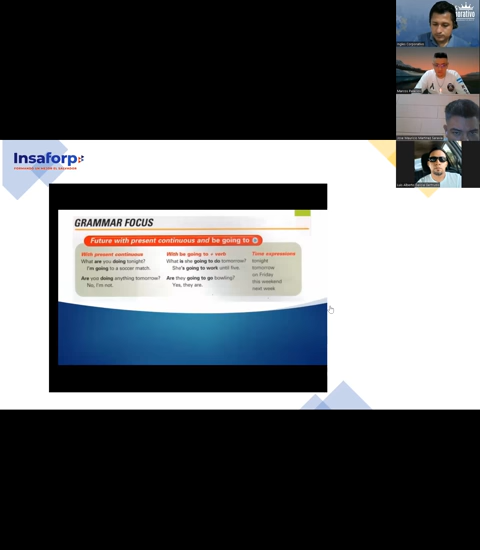 Insaforp
GRAMMAR FOCUS
Future with present continuous and be going to
With present continuous
What are you doing tonight?
I'm going to a soccer match.
Are you doing anything tomorrow?
No, I'm not.
With be going to + verb
What is she going to do tomorrow?
She's going to work until five.
Are they going to go bowling?
Yes, they are.
Time expressions
tonight
tomorrow
on Friday
this weekend
next week